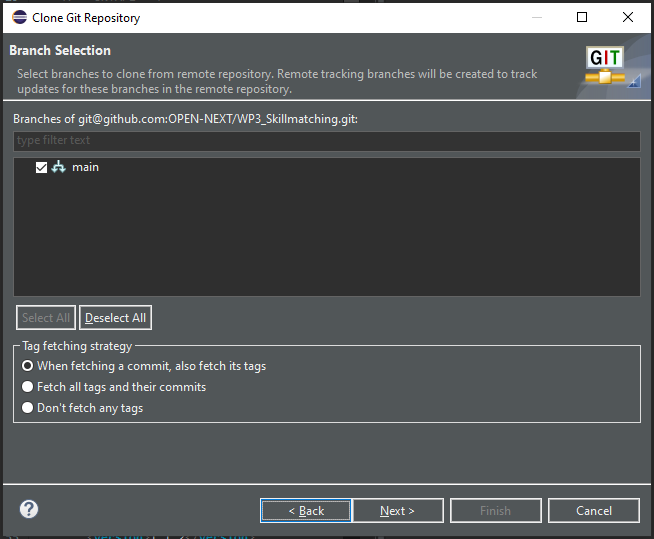 Clone Git Repository
Branch Selection
Select branches to clone from remote repository. Remote tracking branches will be created to track
updates for these branches in the remote repository.
GIT
Branches of git@github.com:OPEN-NEXT/WP3_Skillmatching.git:
type filter text
main
Select All
Deselect All
Tag fetching strategy
When fetching a commit, also fetch its tags
Fetch all tags and their commits
Don't fetch any tags
?
< Back
Next >
Finish
Cancel